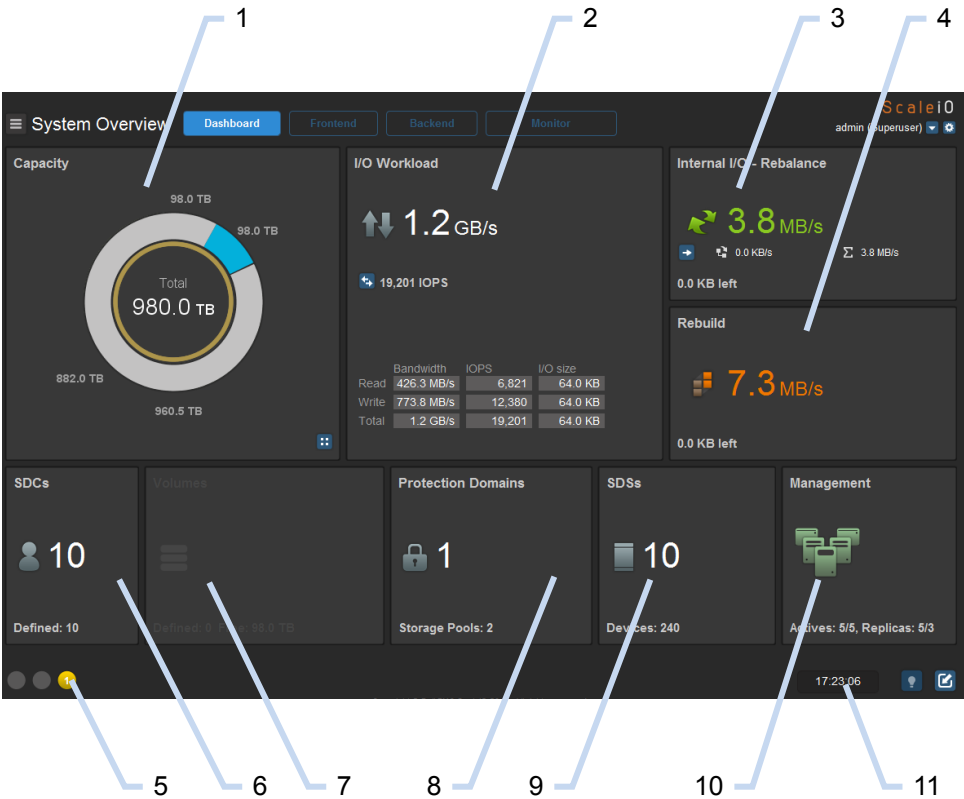 1
2
3
4
ScaleiO
System Overview
Dashboard
Frontend
Backend
Monitor
admin (Superuser)
Capacity
98.0 TB
98.0 TB
Total
980.0 TB
882.0 TB
960.5 TB
I/O Workload
1.2 GB/s
19,201 IOPS
Bandwidth IOPS I/O size
Read 426.3 MB/s 6,821 64.0 KB
Write 773.8 MB/s 12,380 64.0 KB
Total 1.2 GB/s 19,201 64.0 KB
Internal I/O - Rebalance
3.8 MB/s
0.0 KB/s Σ 3.8 MB/s
0.0 KB left
Rebuild
7.3 MB/s
0.0 KB left
SDCs
10
Defined: 10
Volumes
Defined: 0 Free: 98.0 TB
Protection Domains
1
Storage Pools: 2
SDSs
10
Devices: 240
Management
Actives: 5/5, Replicas: 5/3
1
17:23:06
5
6
7
8
9
10
11